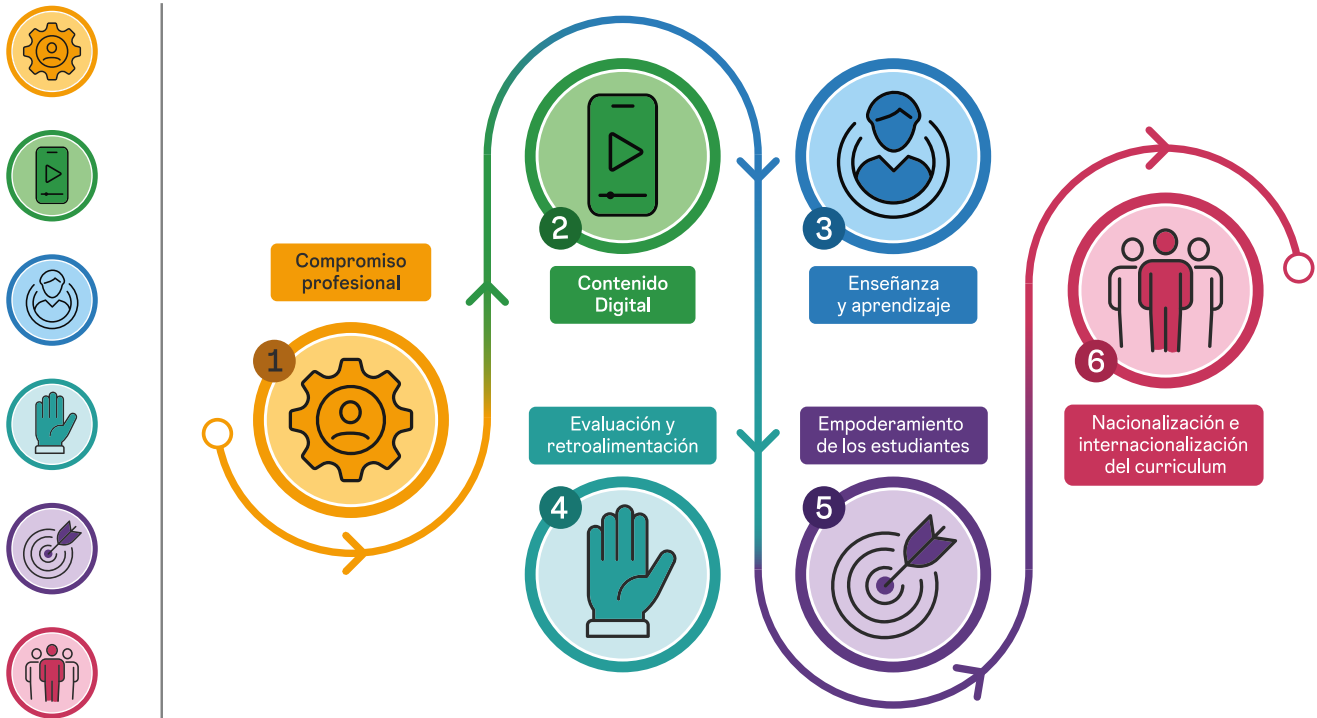 1
Compromiso
profesional
2
Contenido
Digital
3
Enseñanza
y aprendizaje
4
Evaluación y
retroalimentación
5
Empoderamiento
de los estudiantes
6
Nacionalización e
internacionalización
del curriculum